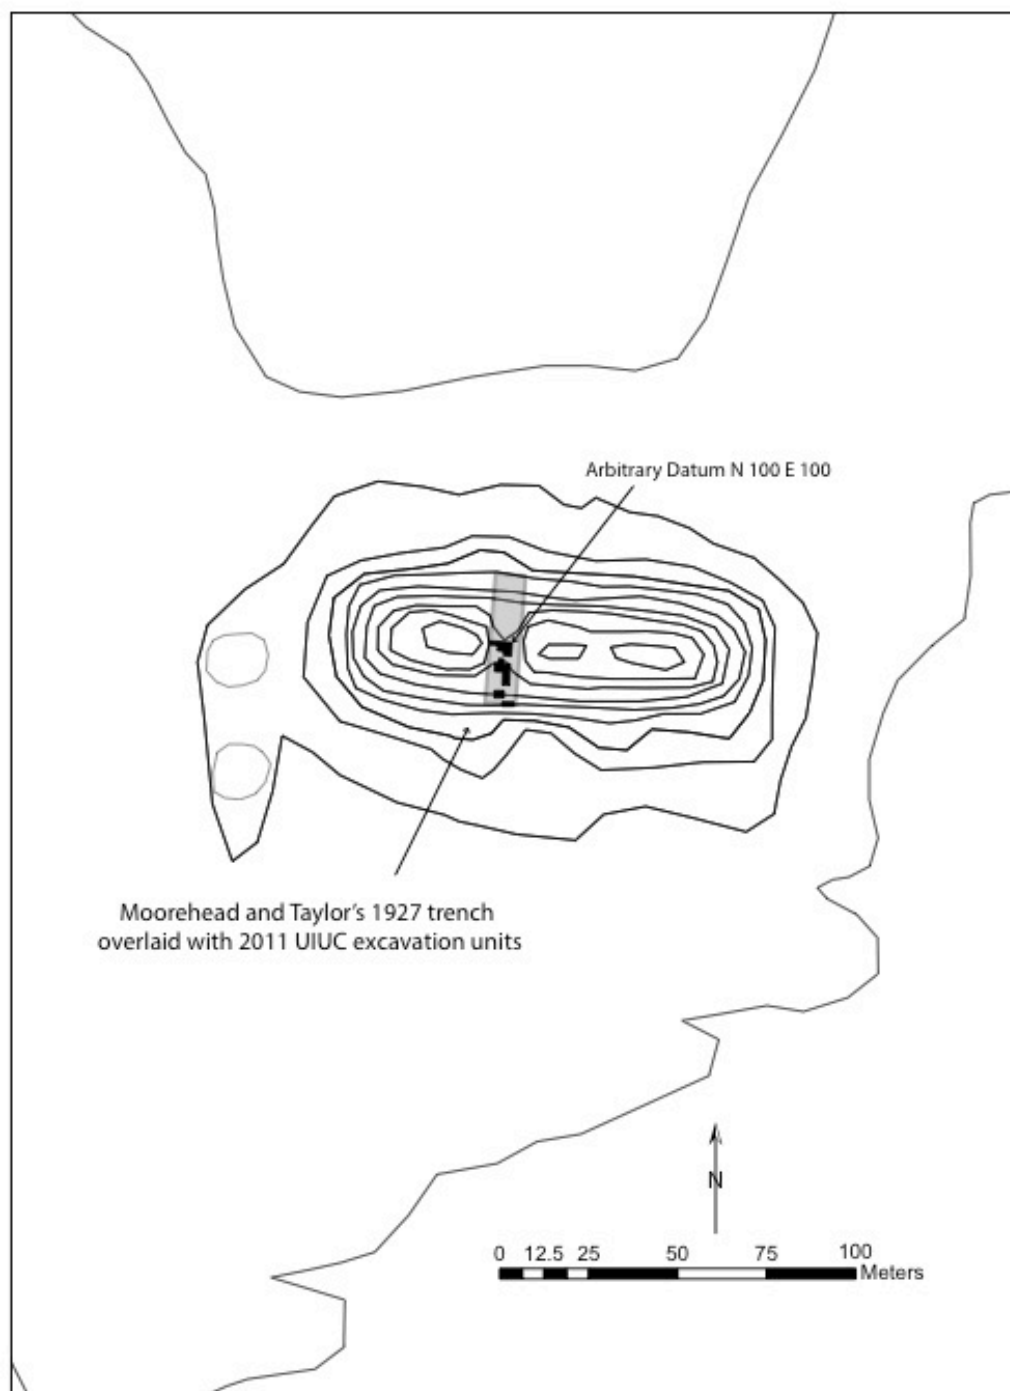 Arbitrary Datum N 100 E 100
Moorehead and Taylor's 1927 trench
overlaid with 2011 UIUC excavation units
N
0 12.5 25 50 75 100
Meters